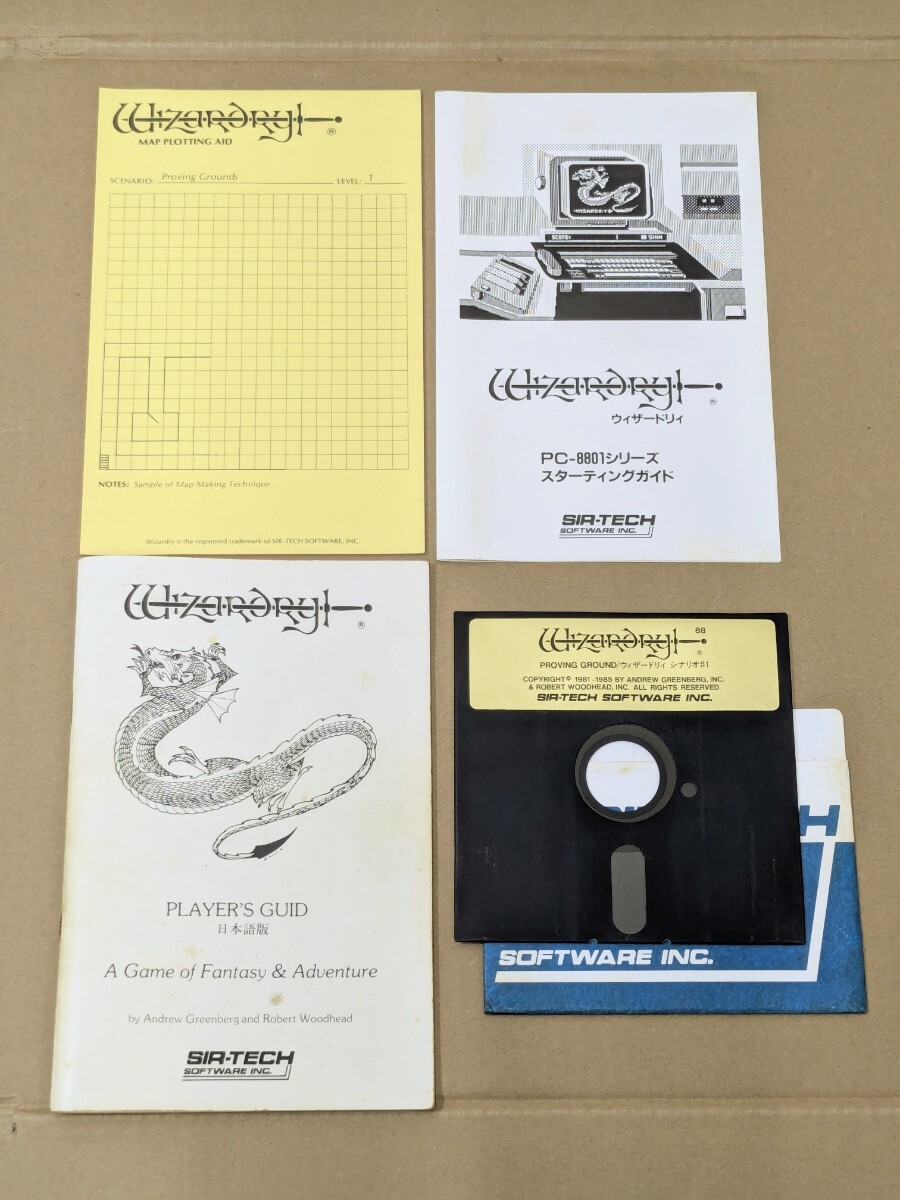 Wizardry®
MAP PLOTTING AID
SCENARIO: Proving Grounds LEVEL: 1
NOTES: Sample of Map Making Technique
Wizardry is the registered trademark of SIR-TECH SOFTWARE, INC.
WIZARDRY
Wizardry®
ウィザードリィ
PC-8801シリーズ
スターティングガイド
SIR-TECH
SOFTWARE INC.
Wizardry®
PLAYER'S GUID
日本語版
A Game of Fantasy & Adventure
by Andrew Greenberg and Robert Woodhead
SIR-TECH
SOFTWARE INC.
88
Wizardry®
PROVING GROUND/ウィザードリィ シナリオ#1
COPYRIGHT© 1981-1985 BY ANDREW GREENBERG, INC.
& ROBERT WOODHEAD, INC. ALL RIGHTS RESERVED
SIR-TECH SOFTWARE INC.
H
SOFTWARE INC.